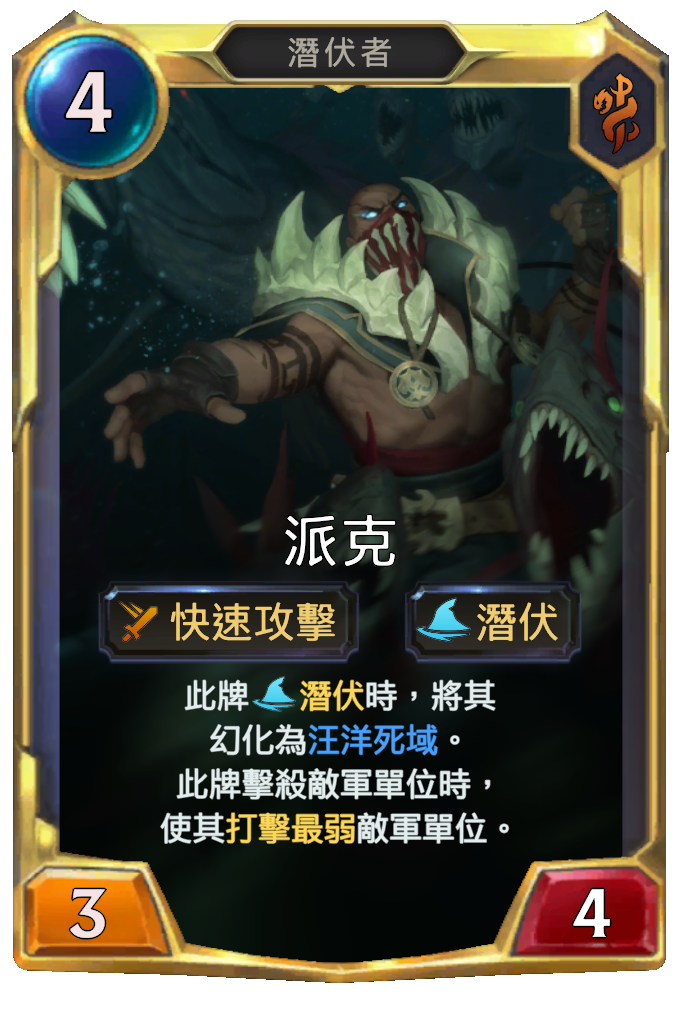 潛伏者
4
派克
快速攻擊 潛伏
此牌潛伏時，將其
幻化為汪洋死域。
此牌擊殺敵軍單位時，
使其打擊最弱敵軍單位。
3 4